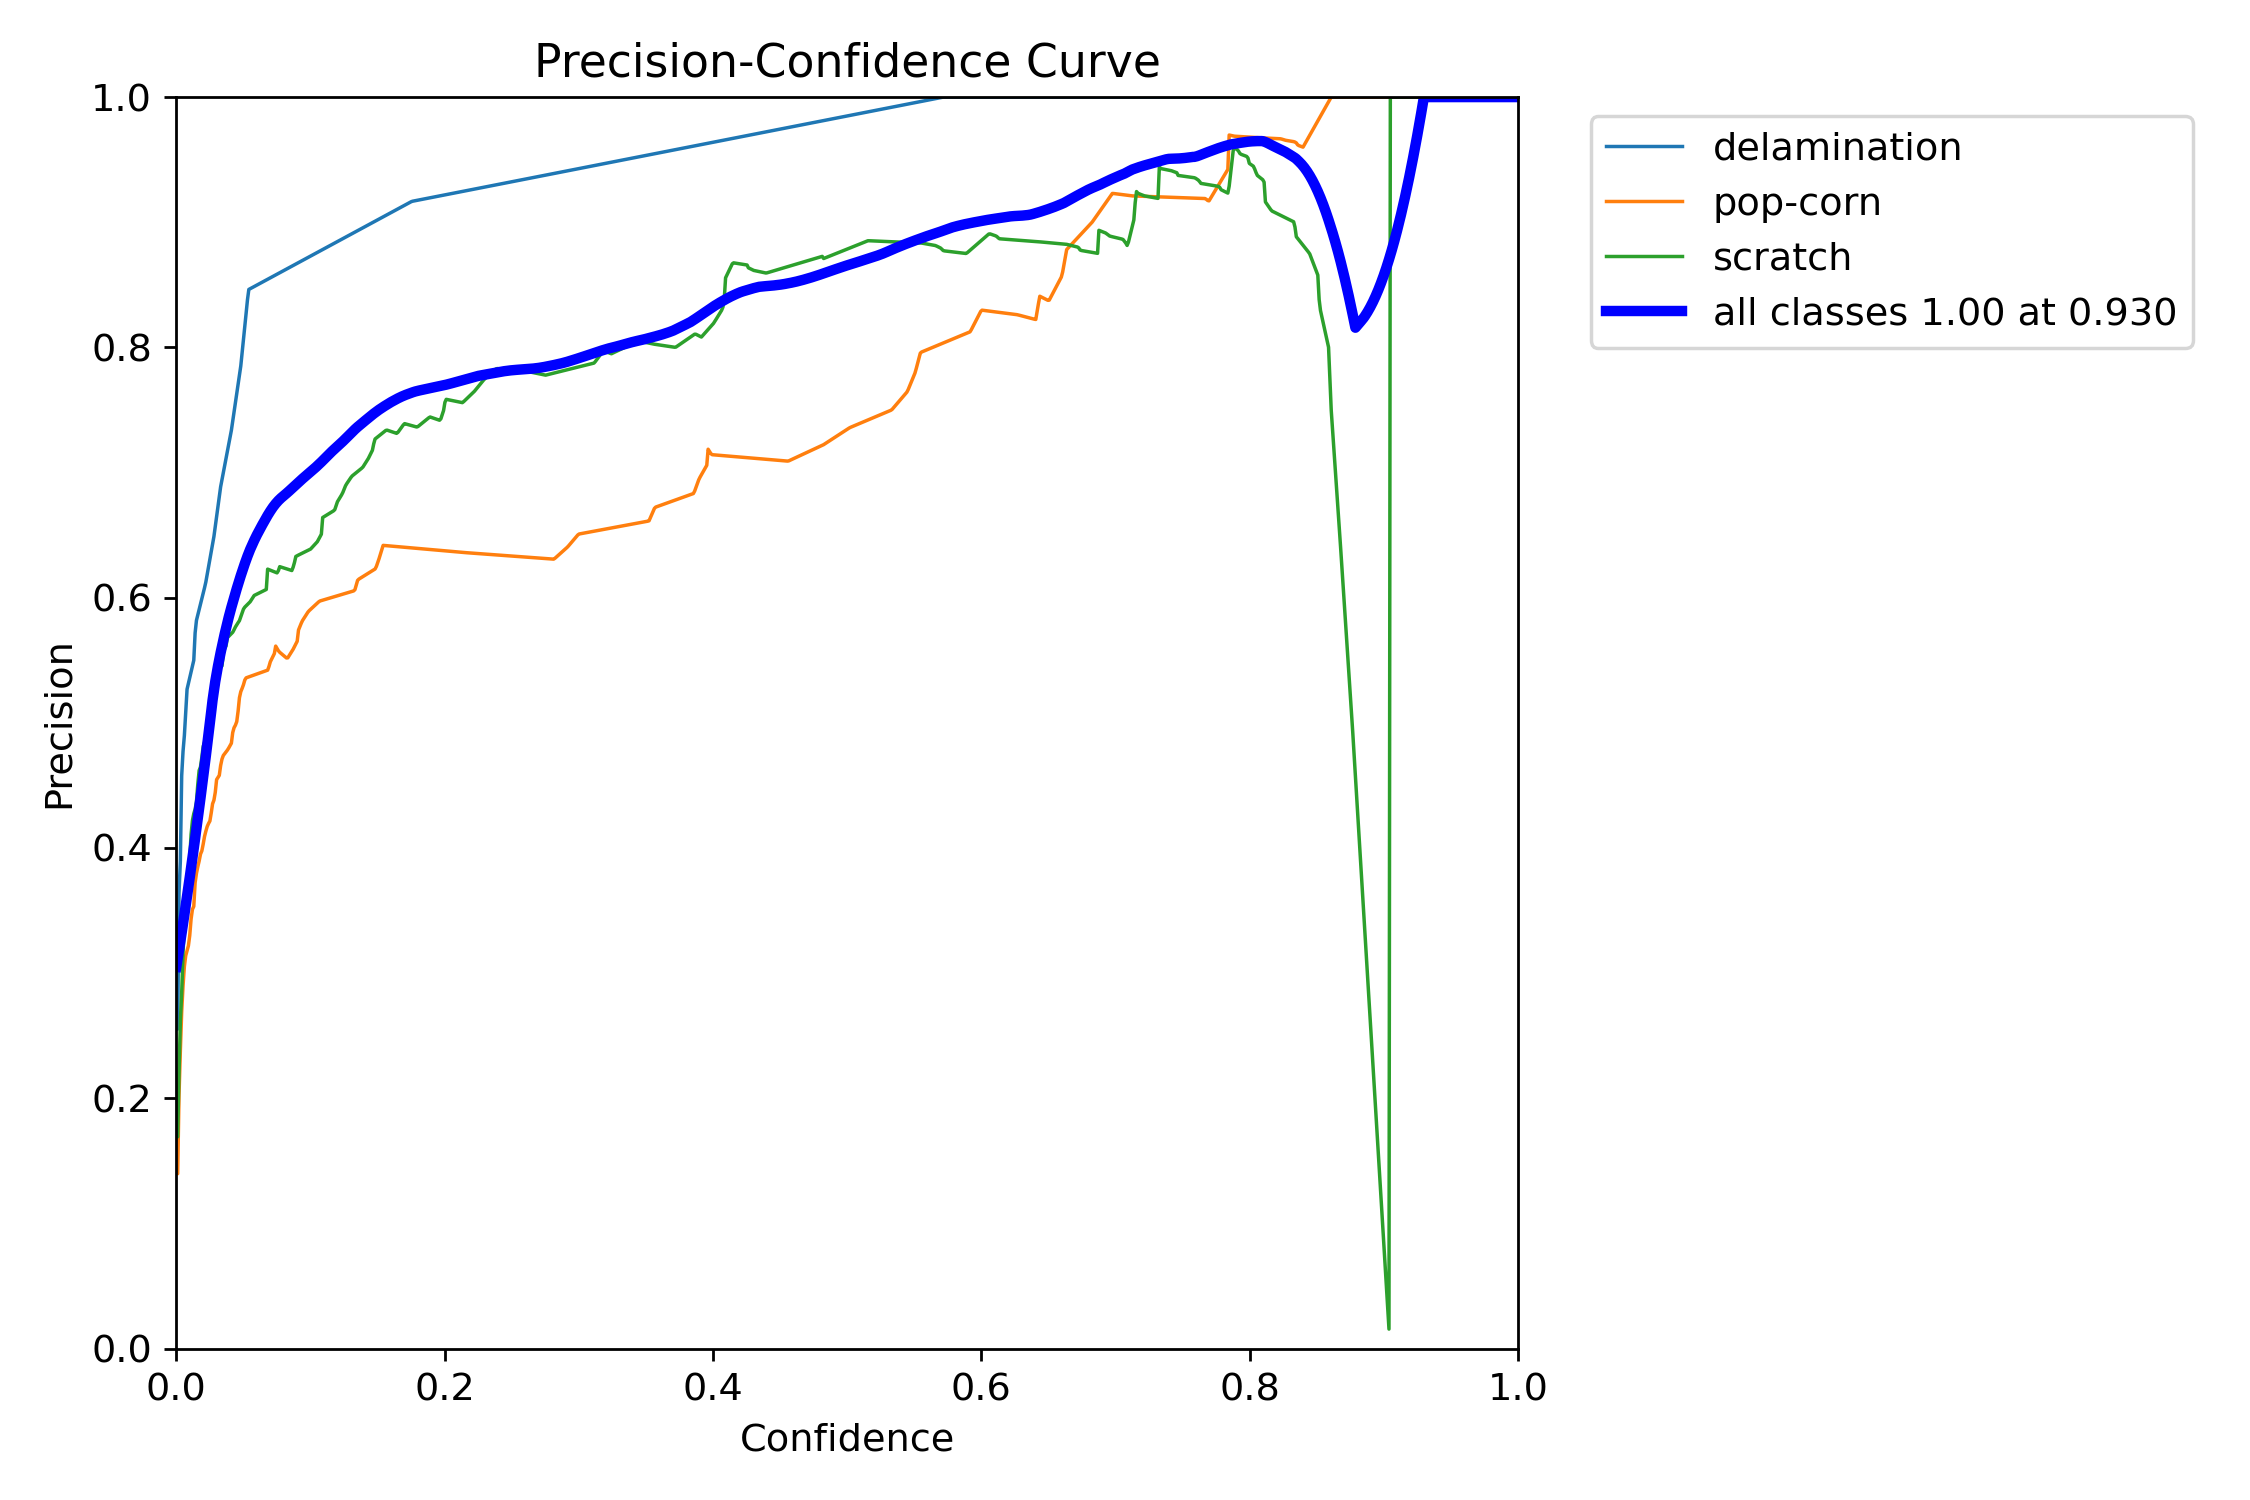 Precision-Confidence Curve
1.0
0.8
0.6
0.4
0.2
0.0
Precision
0.0 0.2 0.4 0.6 0.8 1.0
Confidence
delamination
pop-corn
scratch
all classes 1.00 at 0.930